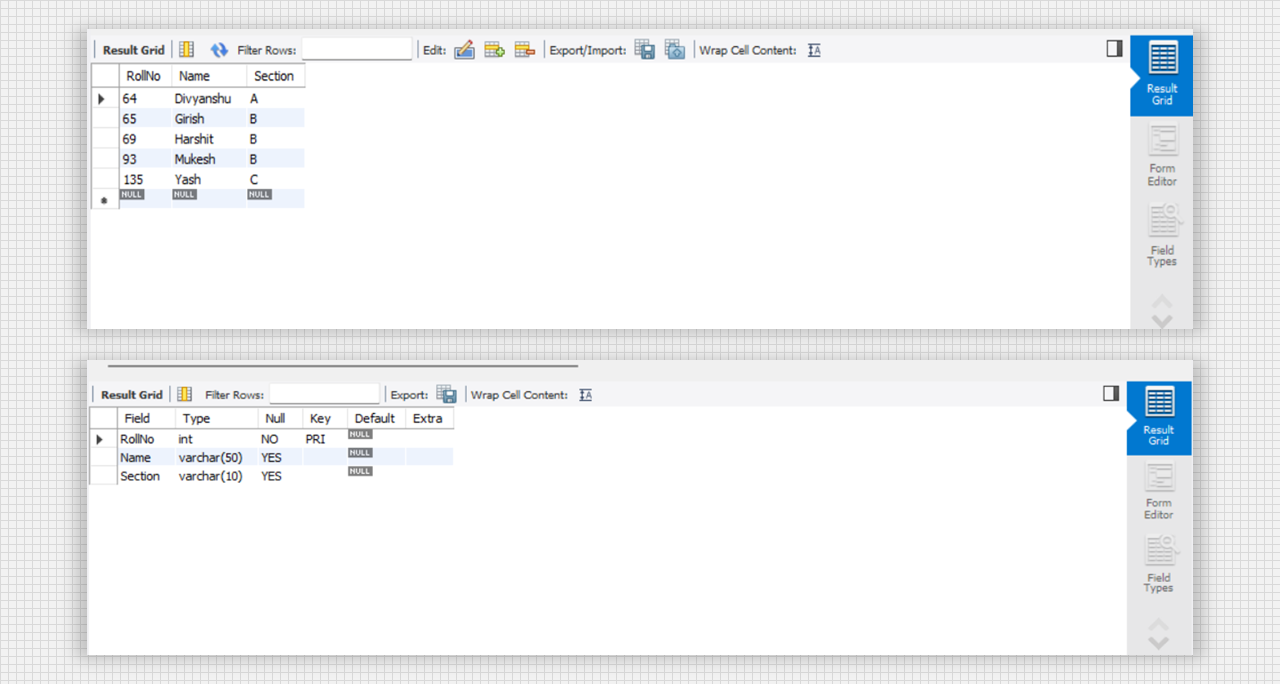 Result Grid Filter Rows: Edit: Export/Import: Wrap Cell Content: IA
RollNo Name Section
64 Divyanshu A
65 Girish B
69 Harshit B
93 Mukesh B
135 Yash C
NULL NULL NULL
Result
Grid
Form
Editor
Field
Types
Result Grid Filter Rows: Export: Wrap Cell Content: IA
Field Type Null Key Default Extra
RollNo int NO PRI NULL
Name varchar(50) YES NULL
Section varchar(10) YES NULL
Result
Grid
Form
Editor
Field
Types